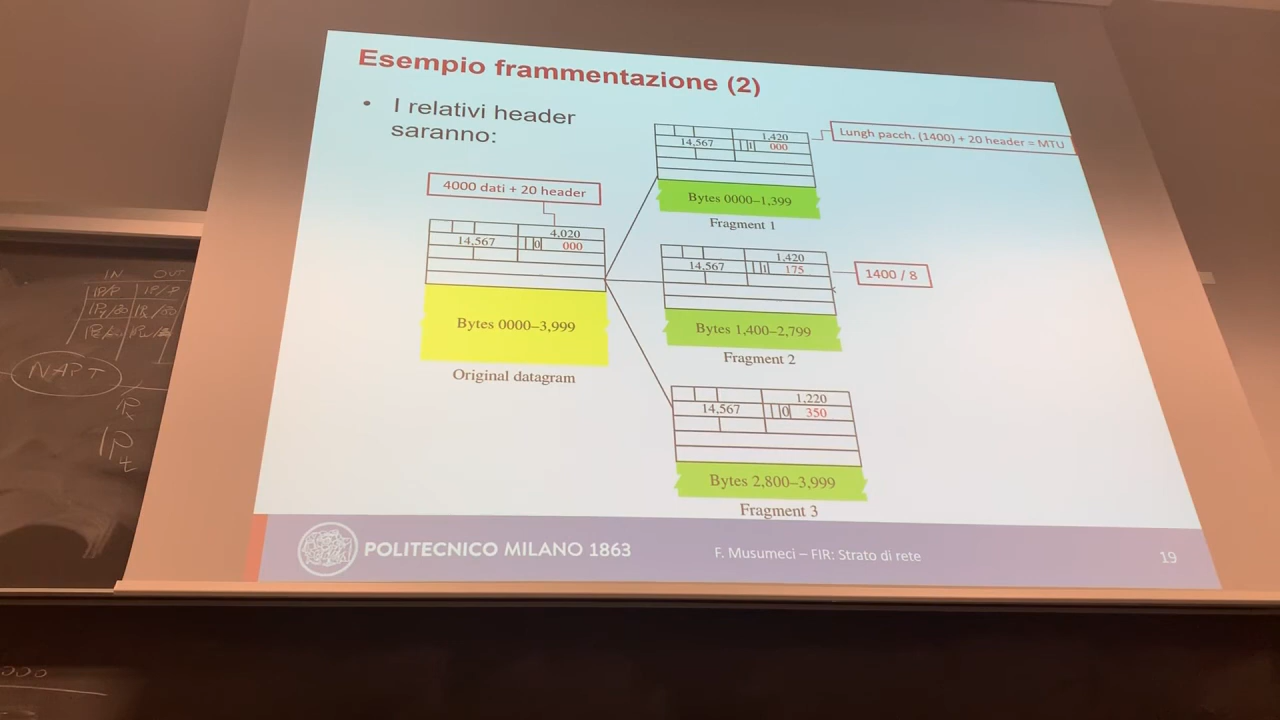 Esempio frammentazione (2)
• I relativi header
saranno:
4000 dati + 20 header
4,020
14,567 0 000
Bytes 0000–3,999
Original datagram
1,420
14,567 1 000
Bytes 0000–1,399
Fragment 1
Lungh pacch. (1400) + 20 header = MTU
1,420
14,567 1 175
Bytes 1,400–2,799
Fragment 2
1400 / 8
1,220
14,567 0 350
Bytes 2,800–3,999
Fragment 3
POLITECNICO MILANO 1863
F. Musumeci – FIR: Strato di rete
19
IN OUT
NAPT